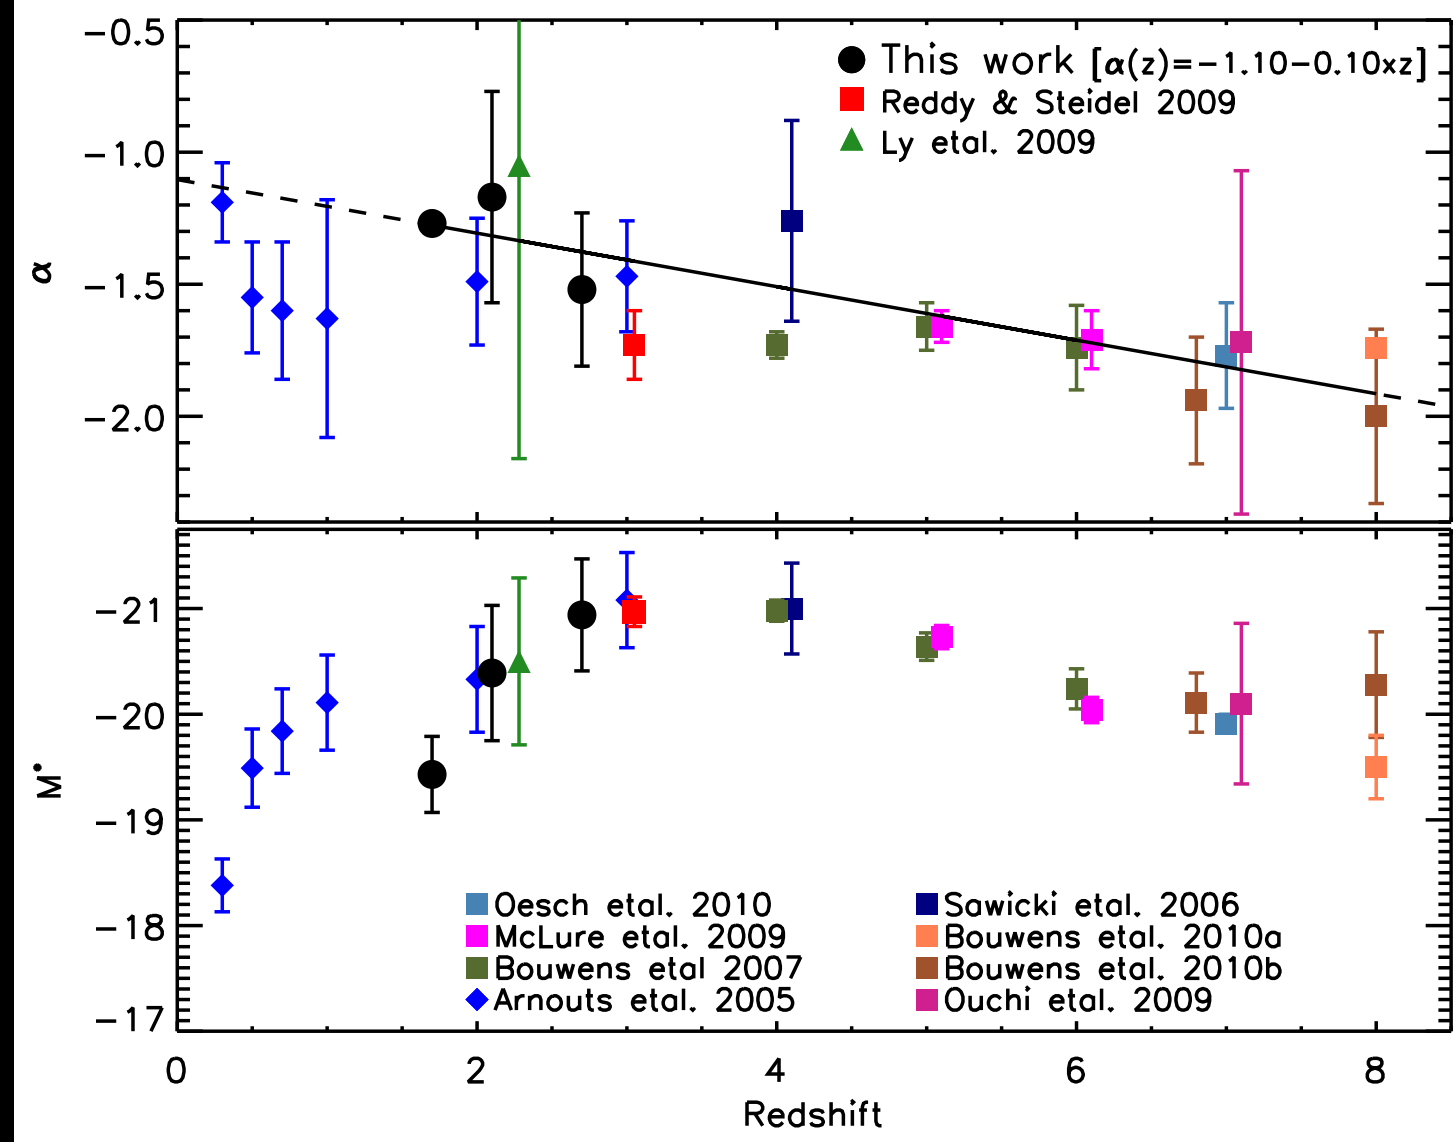 −0.5
−1.0
−1.5
−2.0
α
This work [α(z)=−1.10−0.10xz]
Reddy & Steidel 2009
Ly etal. 2009
−21
−20
−19
−18
−17
M*
Oesch etal. 2010
McLure etal. 2009
Bouwens etal 2007
Arnouts etal. 2005
Sawicki etal. 2006
Bouwens etal. 2010a
Bouwens etal. 2010b
Ouchi etal. 2009
0 2 4 6 8
Redshift